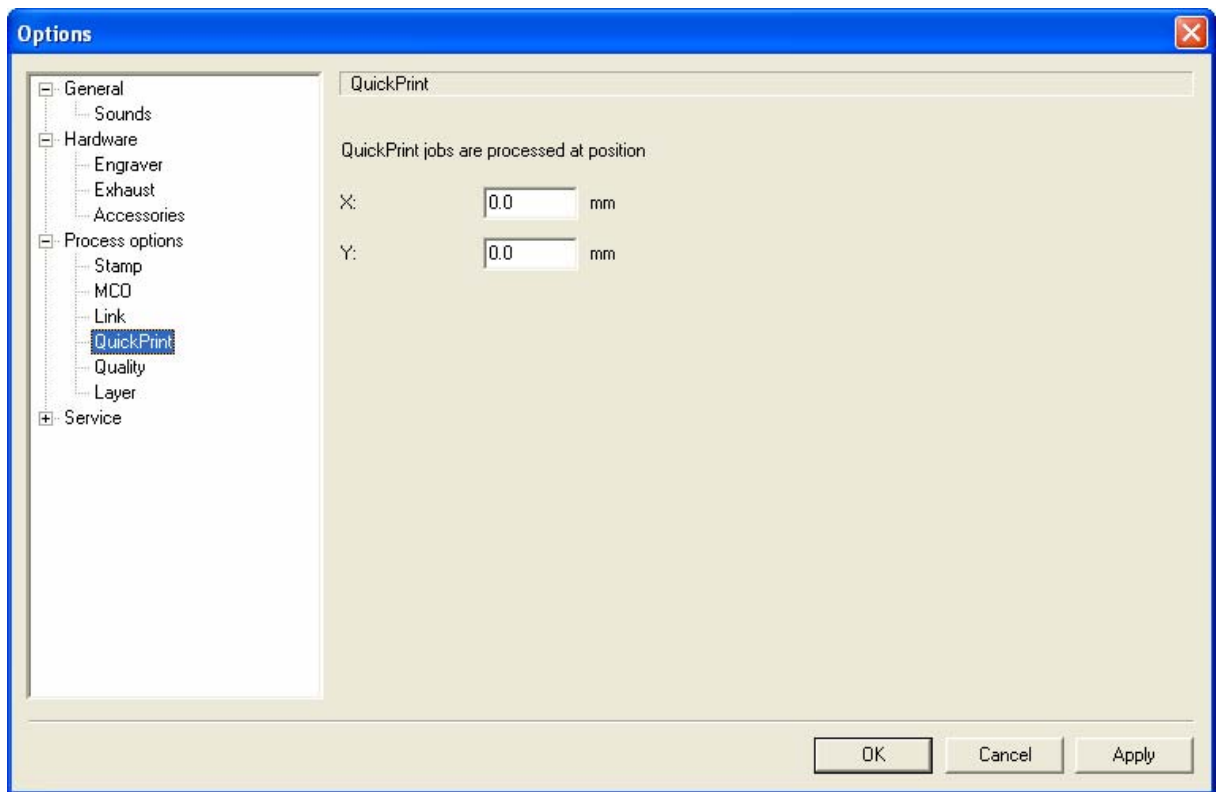 Options
General
Sounds
Hardware
Engraver
Exhaust
Accessories
Process options
Stamp
MCO
Link
QuickPrint
Quality
Layer
Service
QuickPrint
QuickPrint jobs are processed at position
X: 0.0 mm
Y: 0.0 mm
OK Cancel Apply